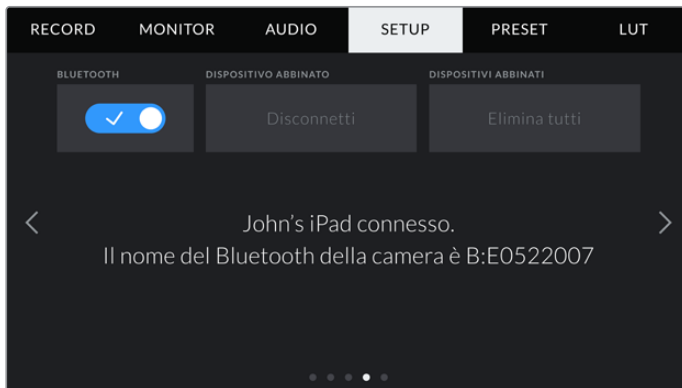 RECORD MONITOR AUDIO SETUP PRESET LUT
BLUETOOTH DISPOSITIVO ABBINATO DISPOSITIVI ABBINATI
Disconnetti Elimina tutti
John’s iPad connesso.
Il nome del Bluetooth della camera è B:E0522007